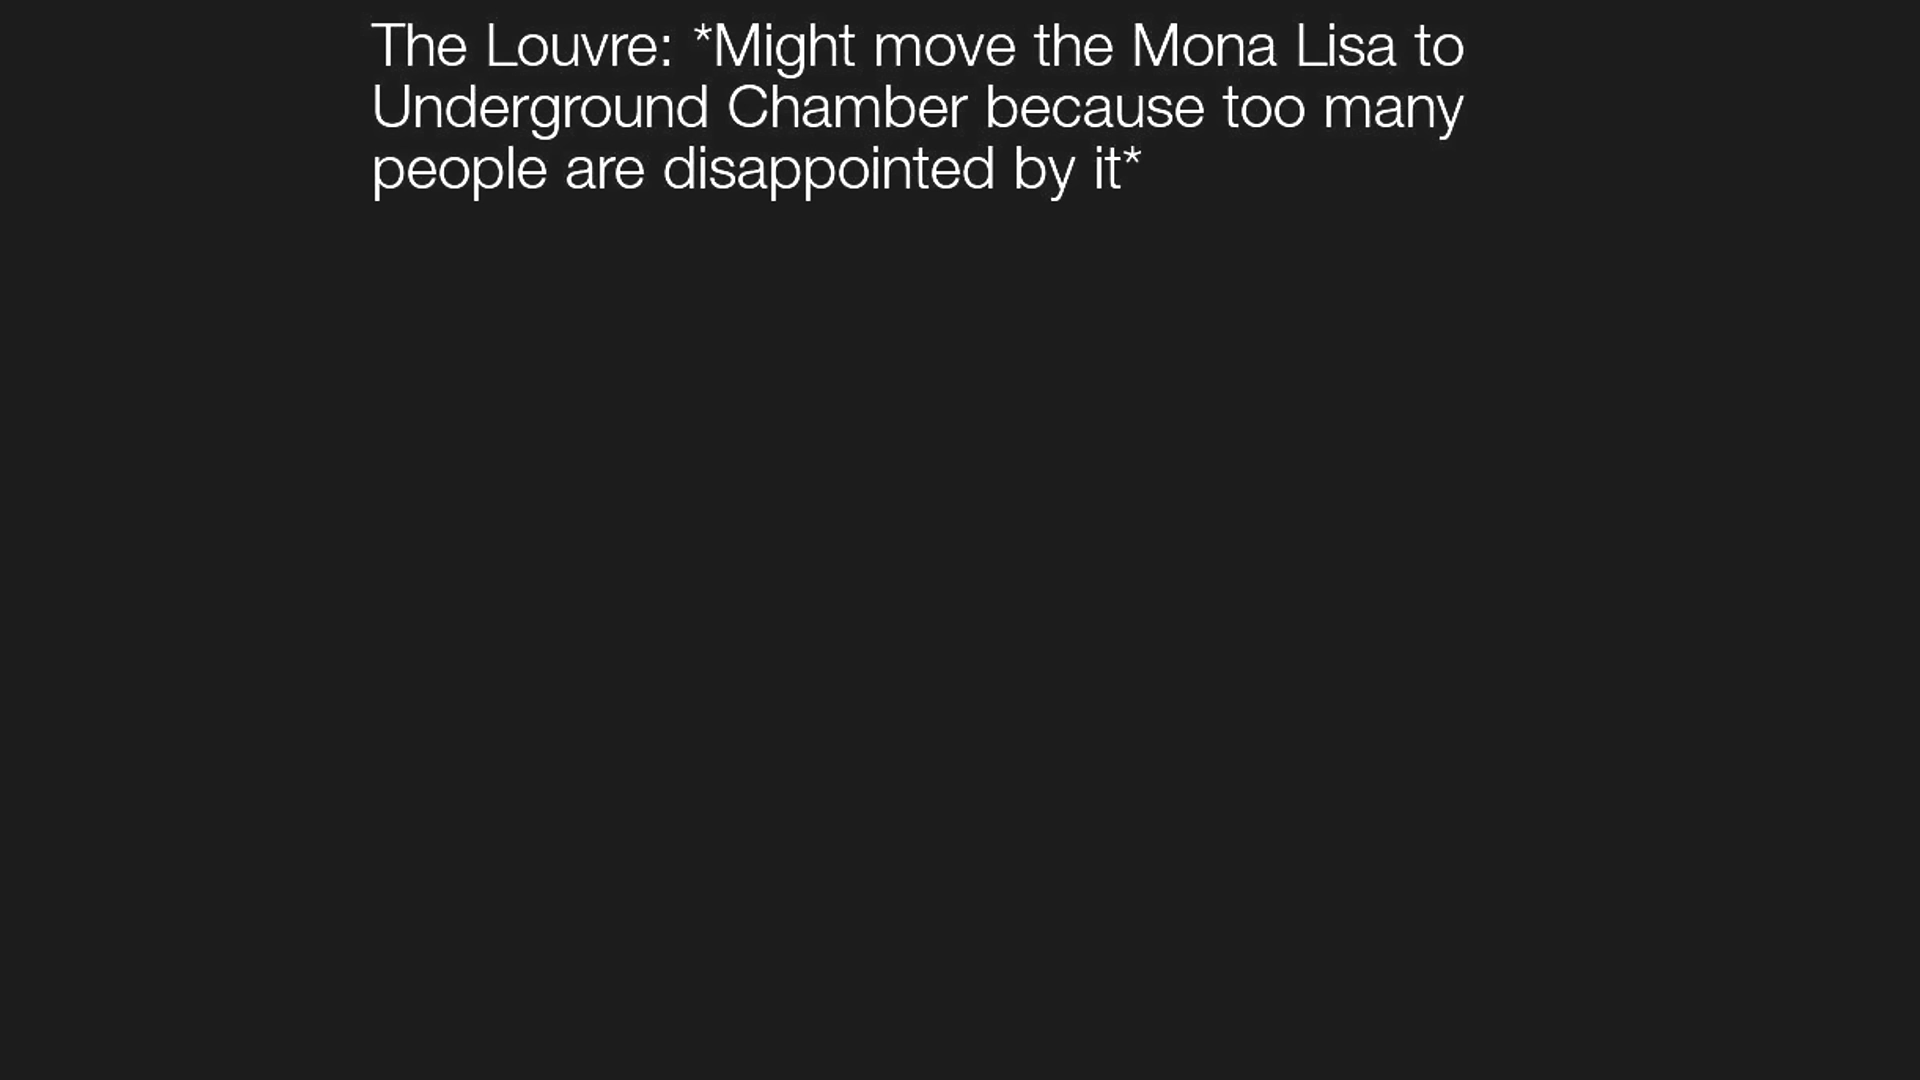 The Louvre: *Might move the Mona Lisa to
Underground Chamber because too many
people are disappointed by it*